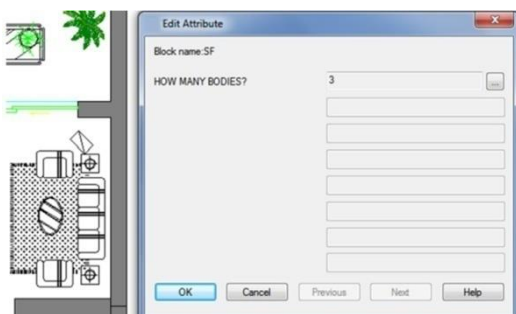 Edit Attribute
Block name:SF
HOW MANY BODIES?
3
...
OK
Cancel
Previous
Next
Help